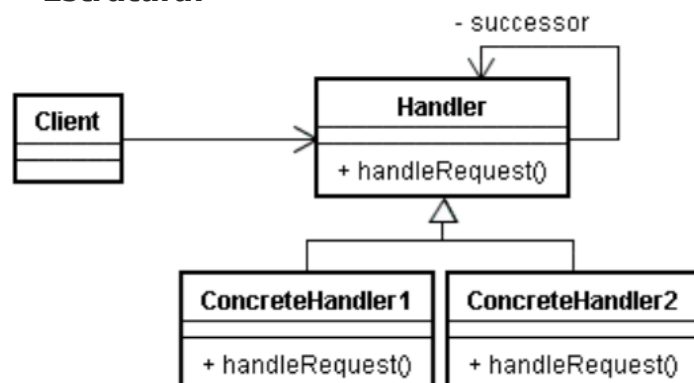 - successor
Client
Handler
+ handleRequest()
ConcreteHandler1
ConcreteHandler2
+ handleRequest()
+ handleRequest()